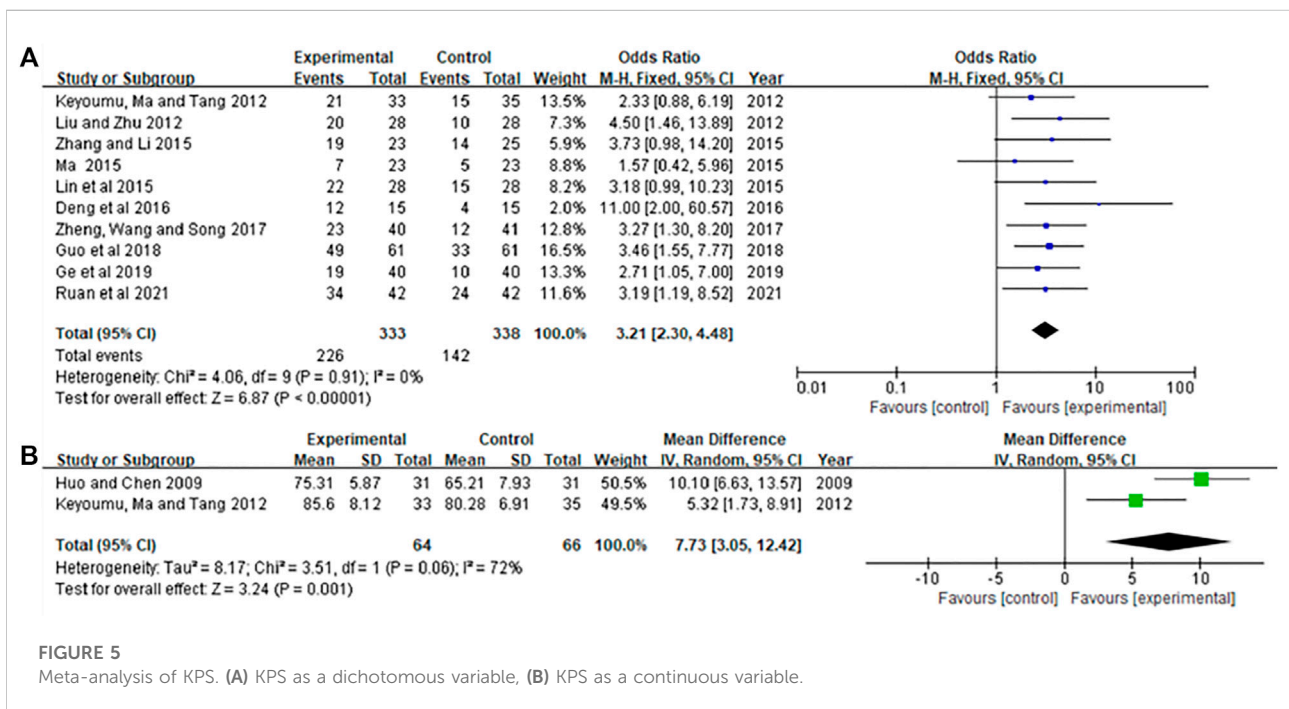 A
Experimental Control Odds Ratio Odds Ratio
Study or Subgroup Events Total Events Total Weight M-H, Fixed, 95% CI Year M-H, Fixed, 95% CI
Keyoumu, Ma and Tang 2012 21 33 15 35 13.5% 2.33 [0.88, 6.19] 2012
Liu and Zhu 2012 20 28 10 28 7.3% 4.50 [1.46, 13.89] 2012
Zhang and Li 2015 19 23 14 25 5.9% 3.73 [0.98, 14.20] 2015
Ma 2015 7 23 5 23 8.8% 1.57 [0.42, 5.96] 2015
Lin et al 2015 22 28 15 28 8.2% 3.18 [0.99, 10.23] 2015
Deng et al 2016 12 15 4 15 2.0% 11.00 [2.00, 60.57] 2016
Zheng, Wang and Song 2017 23 40 12 41 12.8% 3.27 [1.30, 8.20] 2017
Guo et al 2018 49 61 33 61 16.5% 3.46 [1.55, 7.77] 2018
Ge et al 2019 19 40 10 40 13.3% 2.71 [1.05, 7.00] 2019
Ruan et al 2021 34 42 24 42 11.6% 3.19 [1.19, 8.52] 2021
Total (95% CI) 333 338 100.0% 3.21 [2.30, 4.48]
Total events 226 142
Heterogeneity: Chi² = 4.06, df = 9 (P = 0.91); I² = 0%
Test for overall effect: Z = 6.87 (P < 0.00001)
0.01 0.1 1 10 100
Favours [control] Favours [experimental]
B
Experimental Control Mean Difference Mean Difference
Study or Subgroup Mean SD Total Mean SD Total Weight IV, Random, 95% CI Year IV, Random, 95% CI
Huo and Chen 2009 75.31 5.87 31 65.21 7.93 31 50.5% 10.10 [6.63, 13.57] 2009
Keyoumu, Ma and Tang 2012 85.6 8.12 33 80.28 6.91 35 49.5% 5.32 [1.73, 8.91] 2012
Total (95% CI) 64 66 100.0% 7.73 [3.05, 12.42]
Heterogeneity: Tau² = 8.17; Chi² = 3.51, df = 1 (P = 0.06); I² = 72%
Test for overall effect: Z = 3.24 (P = 0.001)
-10 -5 0 5 10
Favours [control] Favours [experimental]
FIGURE 5
Meta-analysis of KPS. (A) KPS as a dichotomous variable, (B) KPS as a continuous variable.